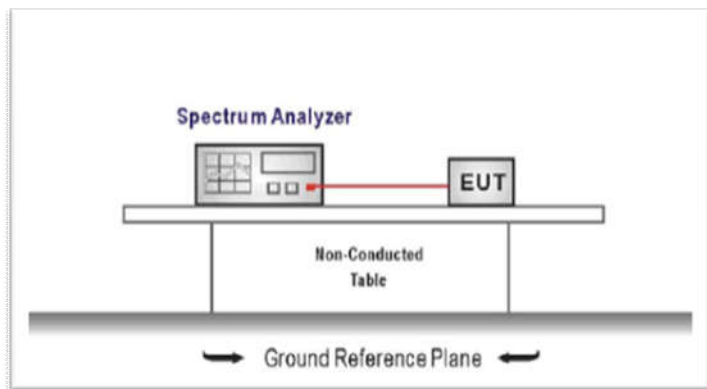 Spectrum Analyzer
EUT
Non-Conducted
Table
Ground Reference Plane